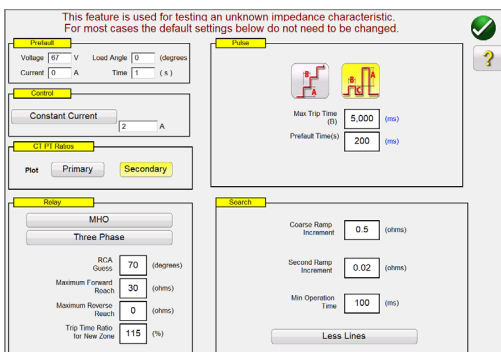 This feature is used for testing an unknown impedance characteristic.
For most cases the default settings below do not need to be changed.
Prefault
Voltage 67 V Load Angle 0 (degrees
Current 0 A Time 1 (s)
Control
Constant Current
2 A
CT PT Ratios
Plot Primary Secondary
Relay
MHO
Three Phase
RCA
Guess 70 (degrees)
Maximum Forward
Reach 30 (ohms)
Maximum Reverse
Reach 0 (ohms)
Trip Time Ratio
for New Zone 115 (%)
Pulse
B A
B A C
Max Trip Time
(B) 5,000 (ms)
Prefault Time(s)
200 (ms)
?
Search
Coarse Ramp
Increment 0.5 (ohms)
Second Ramp
Increment 0.02 (ohms)
Min Operation
Time 100 (ms)
Less Lines